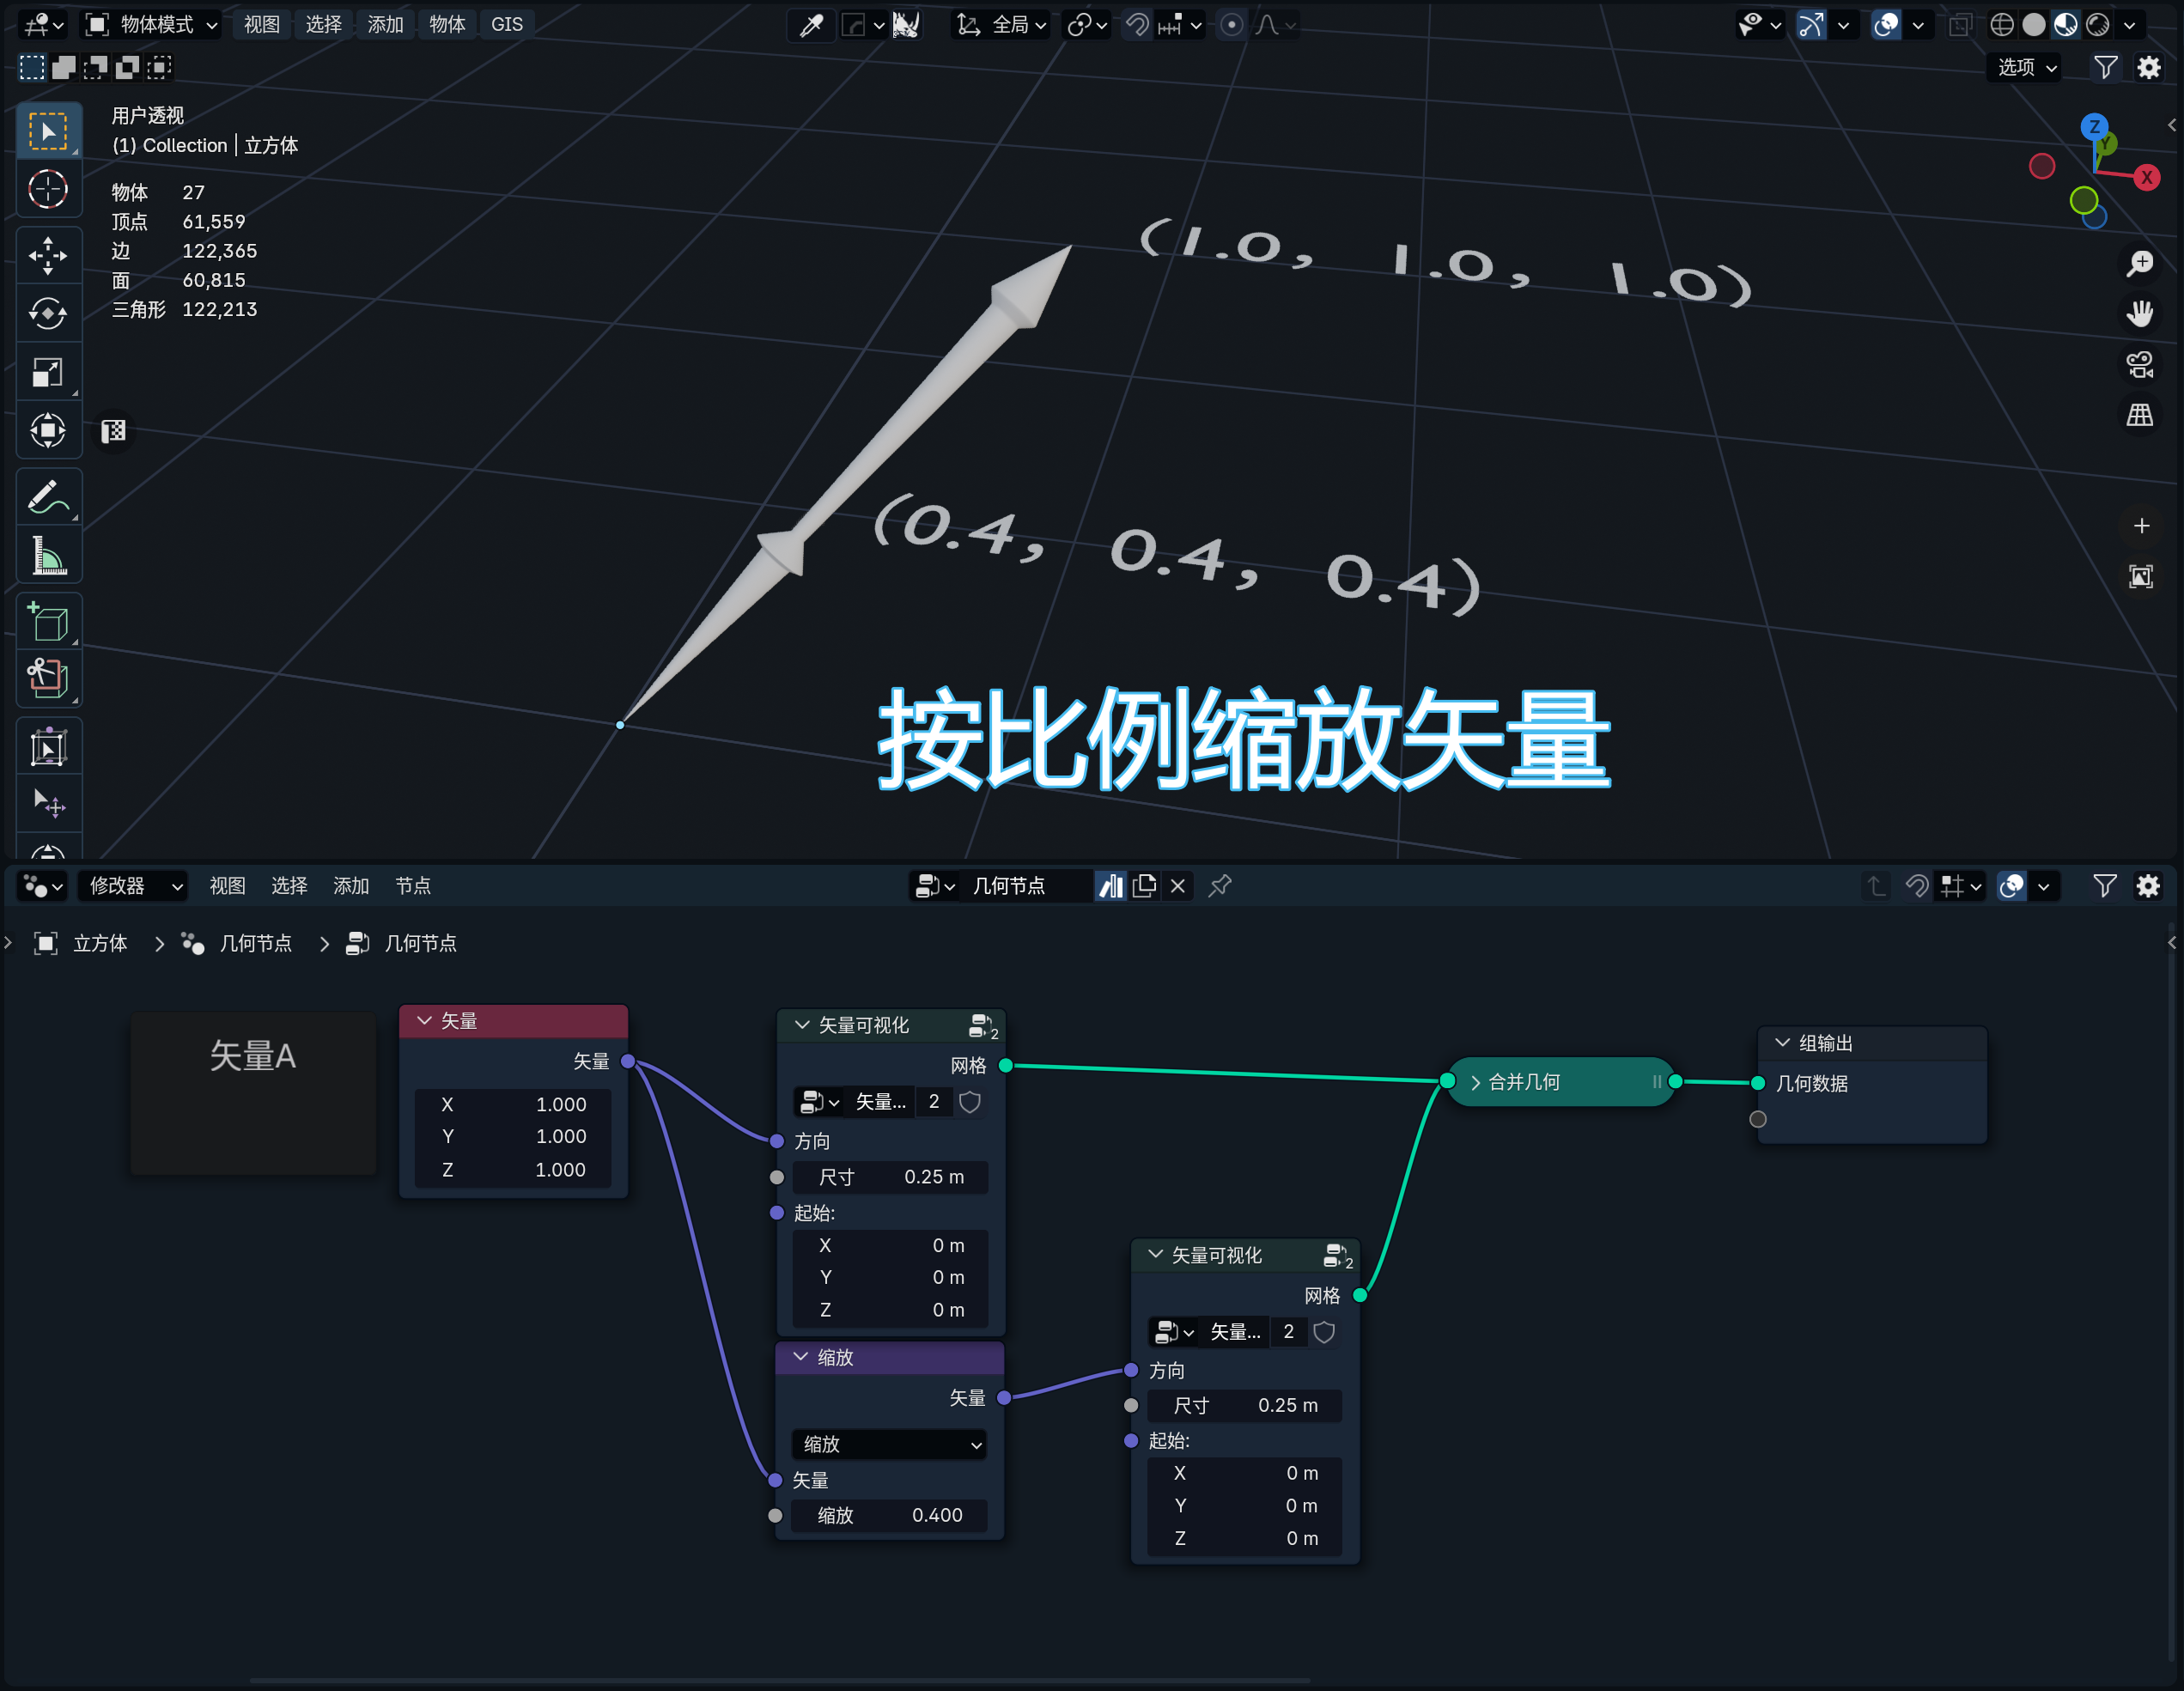 物体模式 视图 选择 添加 物体 GIS 全局
选项
用户透视
(1) Collection | 立方体
物体 27
顶点 61,559
边 122,365
面 60,815
三角形 122,213
Z
Y
X
(1.0, 1.0, 1.0)
(0.4, 0.4, 0.4)
按比例缩放矢量
修改器 视图 选择 添加 节点 几何节点
立方体 > 几何节点 > 几何节点
矢量A
矢量
矢量
X 1.000
Y 1.000
Z 1.000
矢量可视化 2
网格
矢量... 2
方向
尺寸 0.25 m
起始:
X 0 m
Y 0 m
Z 0 m
缩放
矢量
缩放
矢量
缩放 0.400
矢量可视化 2
网格
矢量... 2
方向
尺寸 0.25 m
起始:
X 0 m
Y 0 m
Z 0 m
合并几何
组输出
几何数据